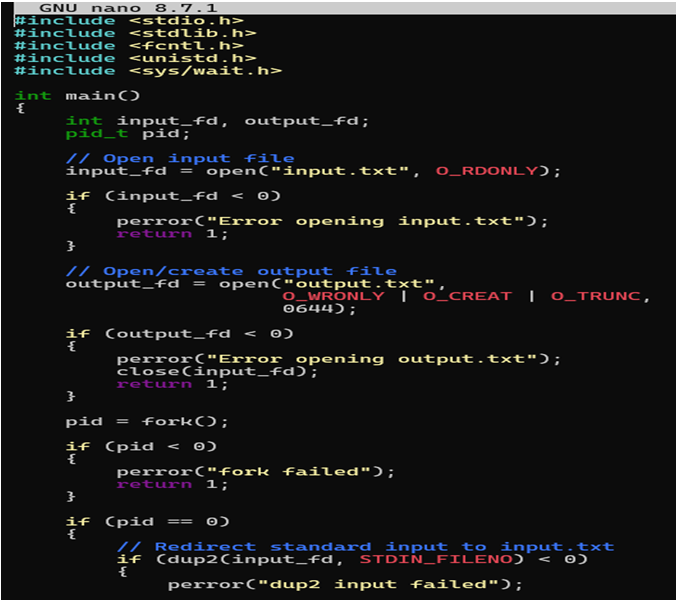 GNU nano 8.7.1
#include <stdio.h>
#include <stdlib.h>
#include <fcntl.h>
#include <unistd.h>
#include <sys/wait.h>
int main()
{
int input_fd, output_fd;
pid_t pid;
// Open input file
input_fd = open("input.txt", O_RDONLY);
if (input_fd < 0)
{
perror("Error opening input.txt");
return 1;
}
// Open/create output file
output_fd = open("output.txt",
O_WRONLY | O_CREAT | O_TRUNC,
0644);
if (output_fd < 0)
{
perror("Error opening output.txt");
close(input_fd);
return 1;
}
pid = fork();
if (pid < 0)
{
perror("fork failed");
return 1;
}
if (pid == 0)
{
// Redirect standard input to input.txt
if (dup2(input_fd, STDIN_FILENO) < 0)
{
perror("dup2 input failed");